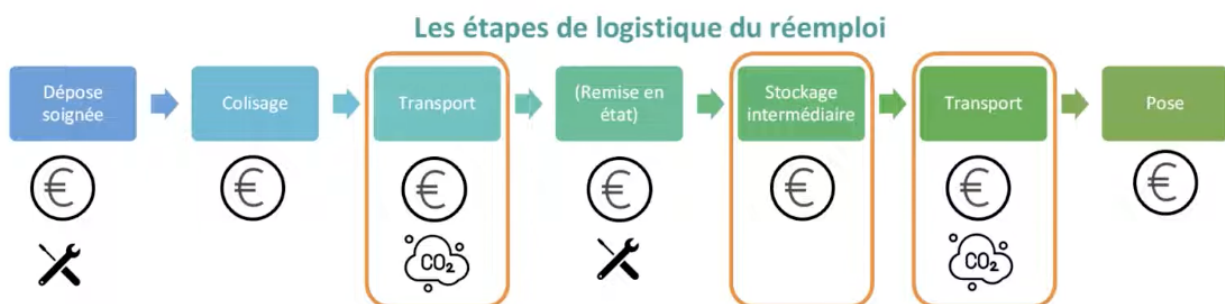 Les étapes de logistique du réemploi
Dépose
soignée
Colisage
Transport
(Remise en
état)
Stockage
intermédiaire
Transport
Pose
€
€
€
€
€
€
€
CO₂
CO₂